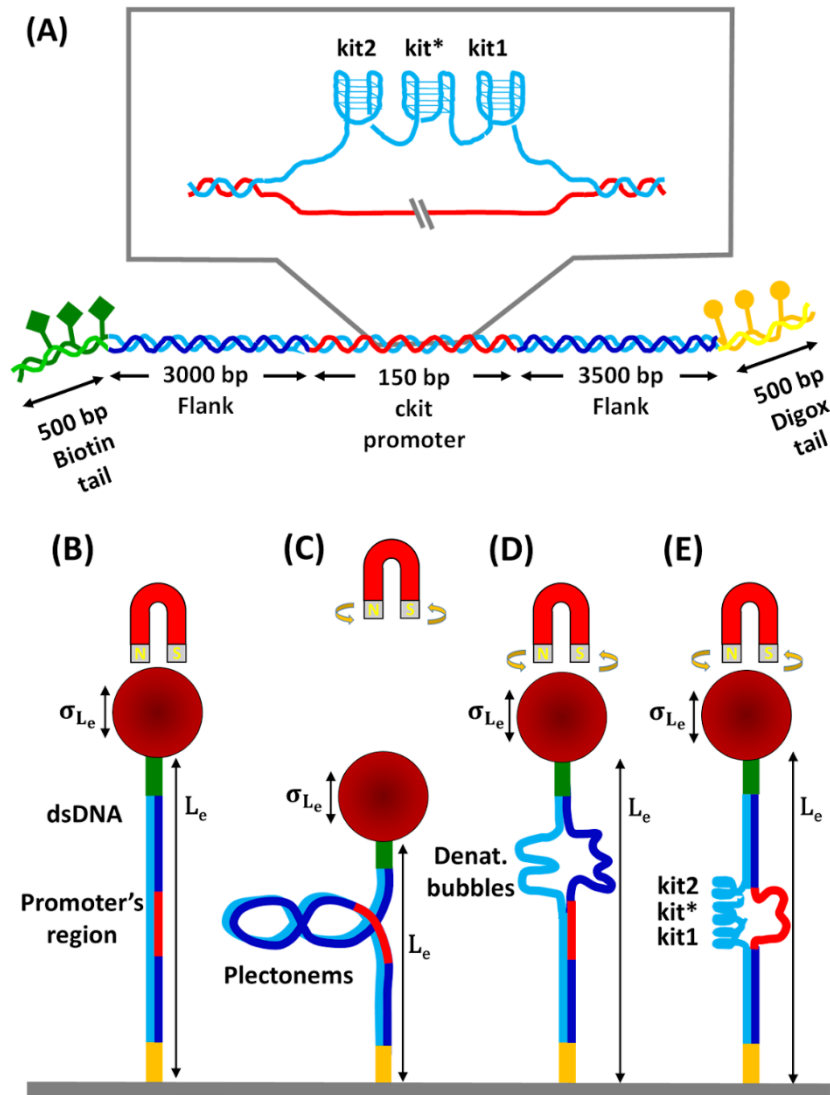 (A)
kit2 kit* kit1
3000 bp
Flank
150 bp
ckit
promoter
3500 bp
Flank
500 bp
Biotin
tail
500 bp
Digox
tail
(B)
(C)
(D)
(E)
N S
N S
N S
N S
σLe
σLe
σLe
σLe
dsDNA
Le
Promoter's
region
Plectonems
Le
Denat.
bubbles
Le
kit2
kit*
kit1
Le